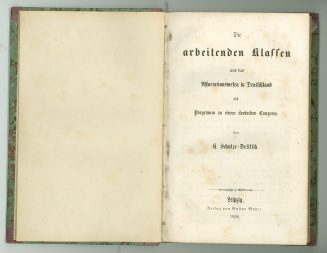 Die
arbeitenden Klassen
und das
Associationswesen in Deutschland
als
Programm zu einem deutschen Congress
von
H. Schulze-Delitzsch.
Leipzig,
Verlag von Gustav Mayer.
1858.